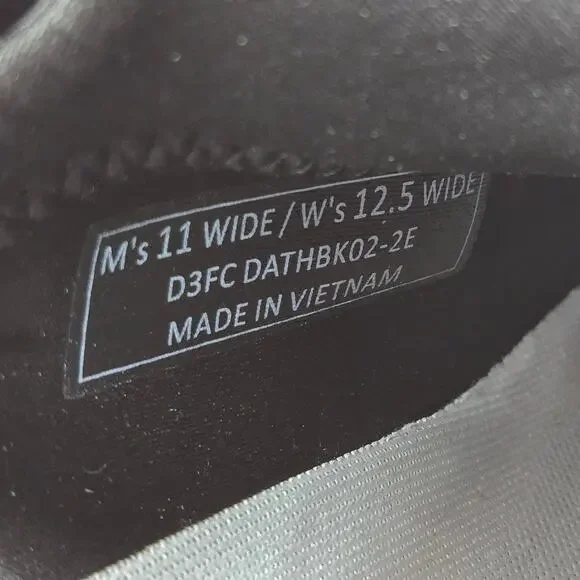 M's 11 WIDE / W's 12.5 WIDE
D3FC DATHBK02-2E
MADE IN VIETNAM